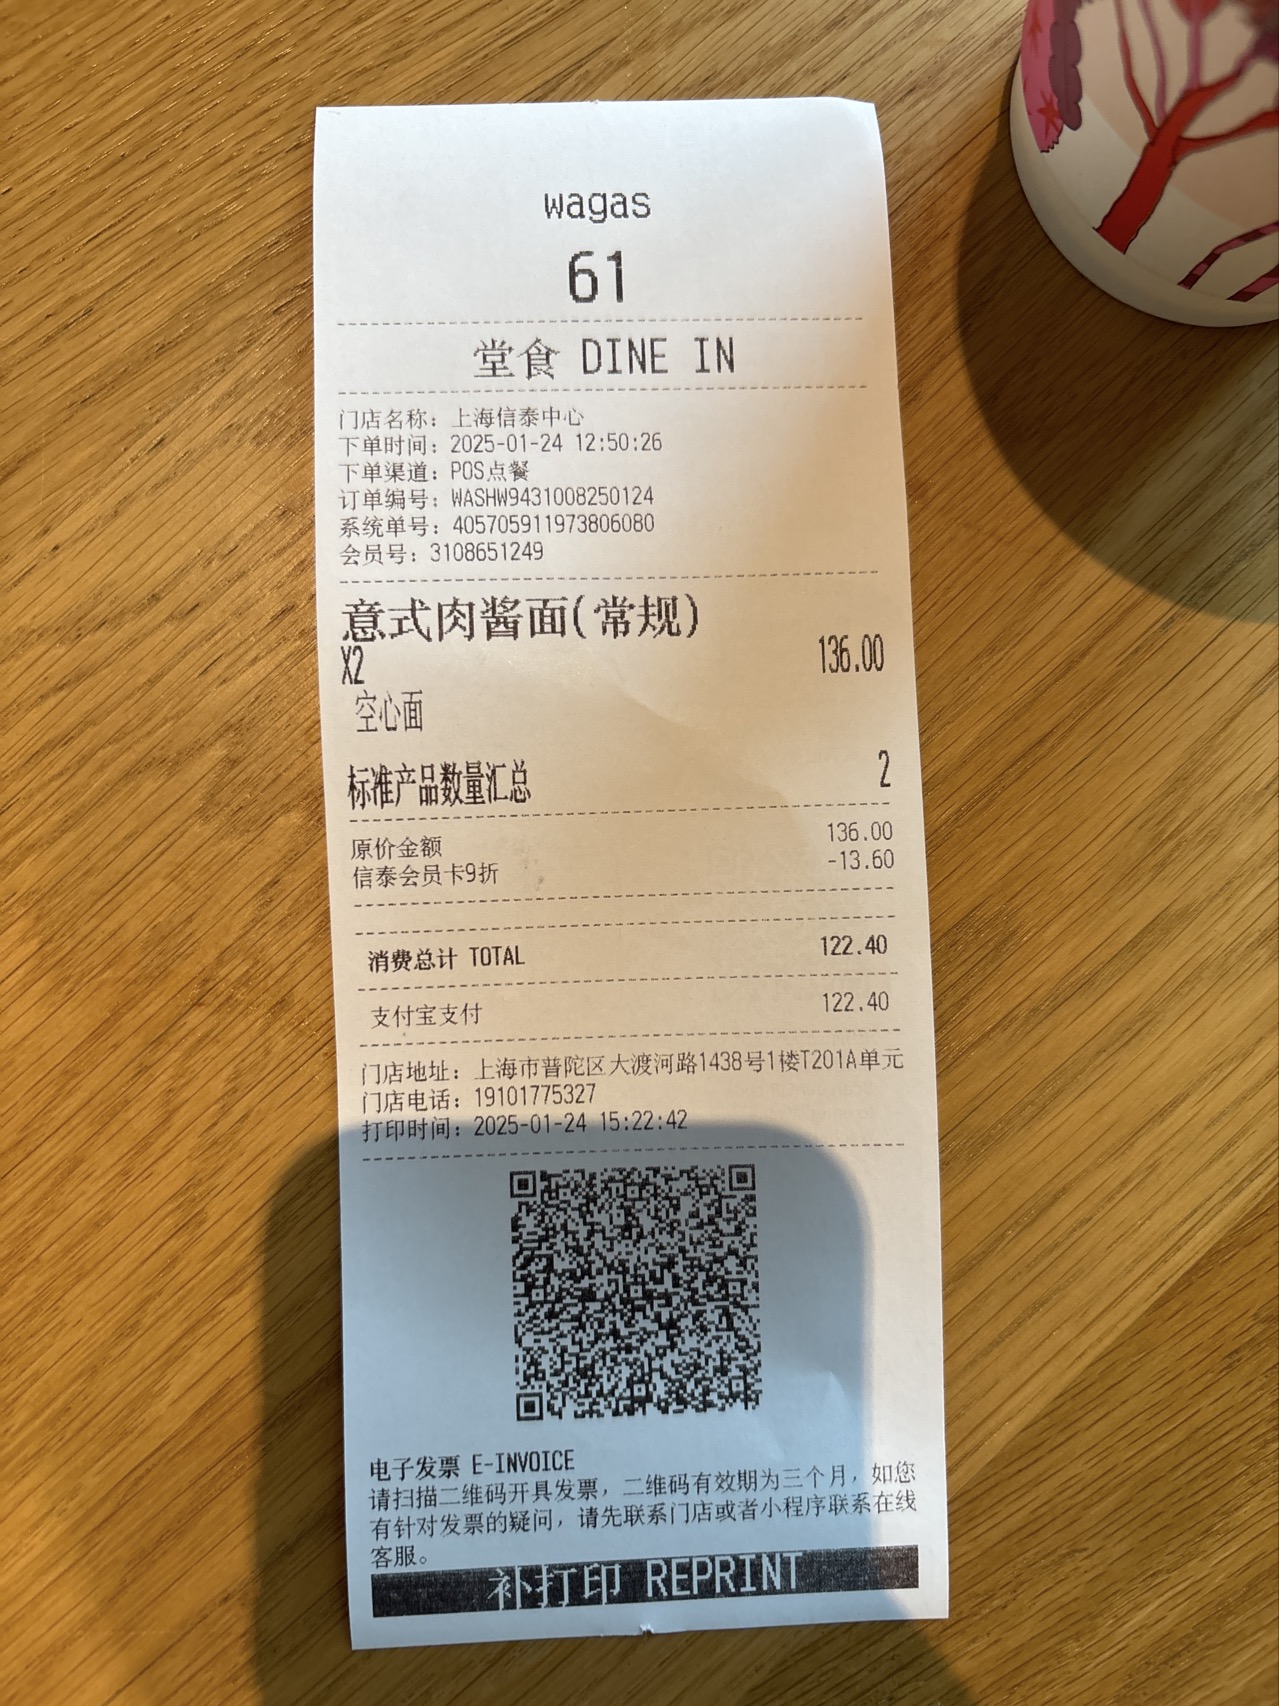 wagas
61
堂食 DINE IN
门店名称：上海信泰中心
下单时间：2025-01-24 12:50:26
下单渠道：POS点餐
订单编号：WASHW9431008250124
系统单号：405705911973806080
会员号：3108651249
意式肉酱面(常规)
X2 136.00
空心面
标准产品数量汇总 2
原价金额 136.00
信泰会员卡9折 -13.60
消费总计 TOTAL 122.40
支付宝支付 122.40
门店地址：上海市普陀区大渡河路1438号1楼T201A单元
门店电话：19101775327
打印时间：2025-01-24 15:22:42
电子发票 E-INVOICE
请扫描二维码开具发票，二维码有效期为三个月，如您
有针对发票的疑问，请先联系门店或者小程序联系在线
客服。
补打印 REPRINT